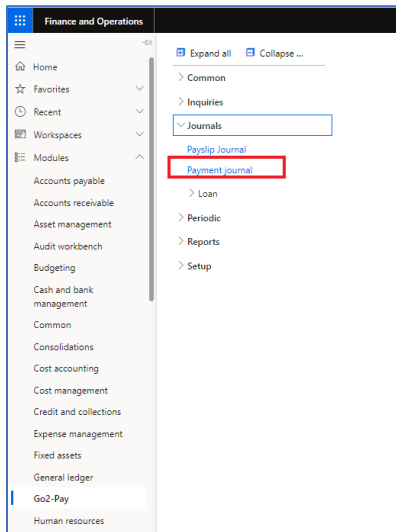 Finance and Operations
Home
Favorites
Recent
Workspaces
Modules
Accounts payable
Accounts receivable
Asset management
Audit workbench
Budgeting
Cash and bank
management
Common
Consolidations
Cost accounting
Cost management
Credit and collections
Expense management
Fixed assets
General ledger
Go2-Pay
Human resources
Expand all
Collapse ...
Common
Inquiries
Journals
Payslip Journal
Payment journal
Loan
Periodic
Reports
Setup